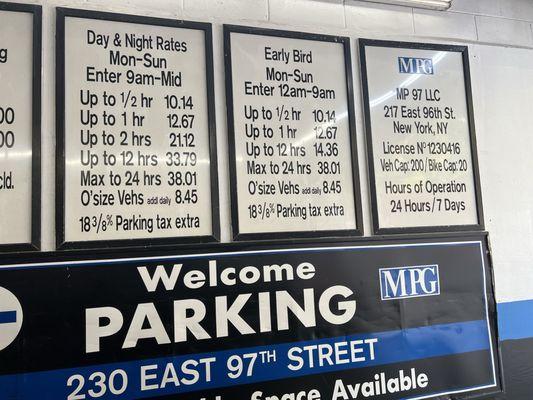 g
00
00
cld.
Day & Night Rates
Mon-Sun
Enter 9am-Mid
Up to 1/2 hr 10.14
Up to 1 hr 12.67
Up to 2 hrs 21.12
Up to 12 hrs 33.79
Max to 24 hrs 38.01
O'size Vehs addl daily 8.45
18 3/8% Parking tax extra
Early Bird
Mon-Sun
Enter 12am-9am
Up to 1/2 hr 10.14
Up to 1 hr 12.67
Up to 12 hrs 14.36
Max to 24 hrs 38.01
O'size Vehs addl daily 8.45
18 3/8% Parking tax extra
MPG
MP 97 LLC
217 East 96th St.
New York, NY
License Nº 1230416
Veh Cap: 200/ Bike Cap: 20
Hours of Operation
24 Hours/ 7 Days
Welcome
PARKING
MPG
230 EAST 97TH STREET
Space Available